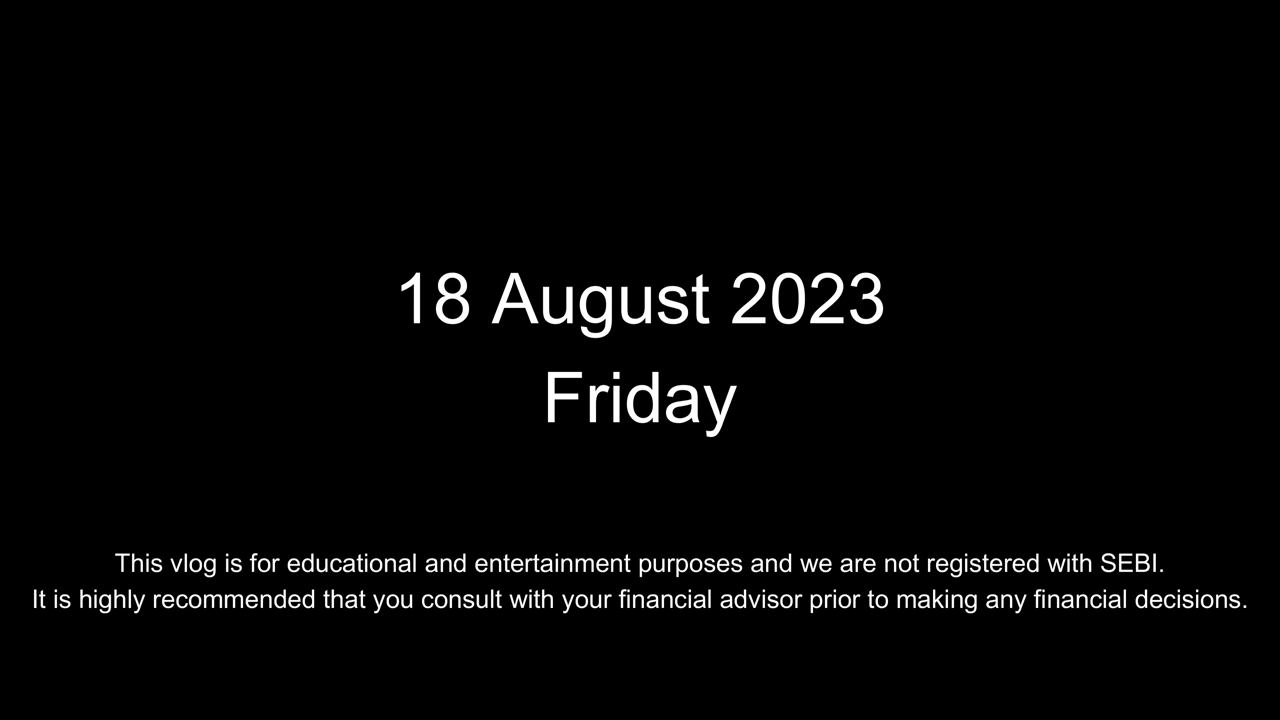 18 August 2023
Friday
This vlog is for educational and entertainment purposes and we are not registered with SEBI.
It is highly recommended that you consult with your financial advisor prior to making any financial decisions.